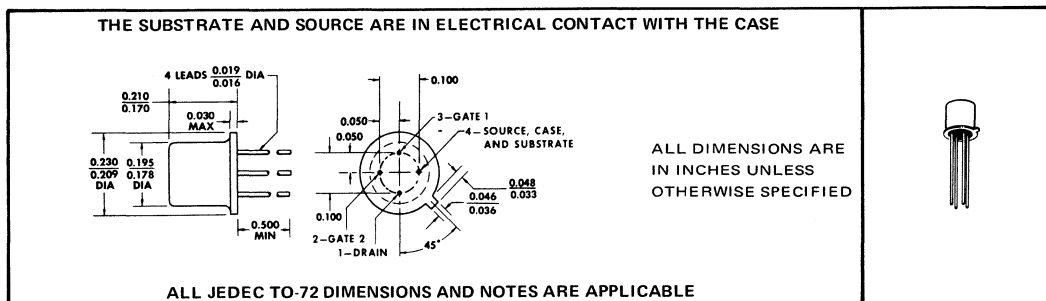 THE SUBSTRATE AND SOURCE ARE IN ELECTRICAL CONTACT WITH THE CASE
4 LEADS 0.019/0.016 DIA
0.100
0.210/0.170
0.030 MAX
0.050
0.050
3–GATE 1
4–SOURCE, CASE,
AND SUBSTRATE
0.230/0.209 DIA
0.195/0.178 DIA
0.048/0.033
0.046/0.036
0.100
0.500 MIN
2–GATE 2
1–DRAIN
45°
ALL DIMENSIONS ARE
IN INCHES UNLESS
OTHERWISE SPECIFIED
ALL JEDEC TO-72 DIMENSIONS AND NOTES ARE APPLICABLE